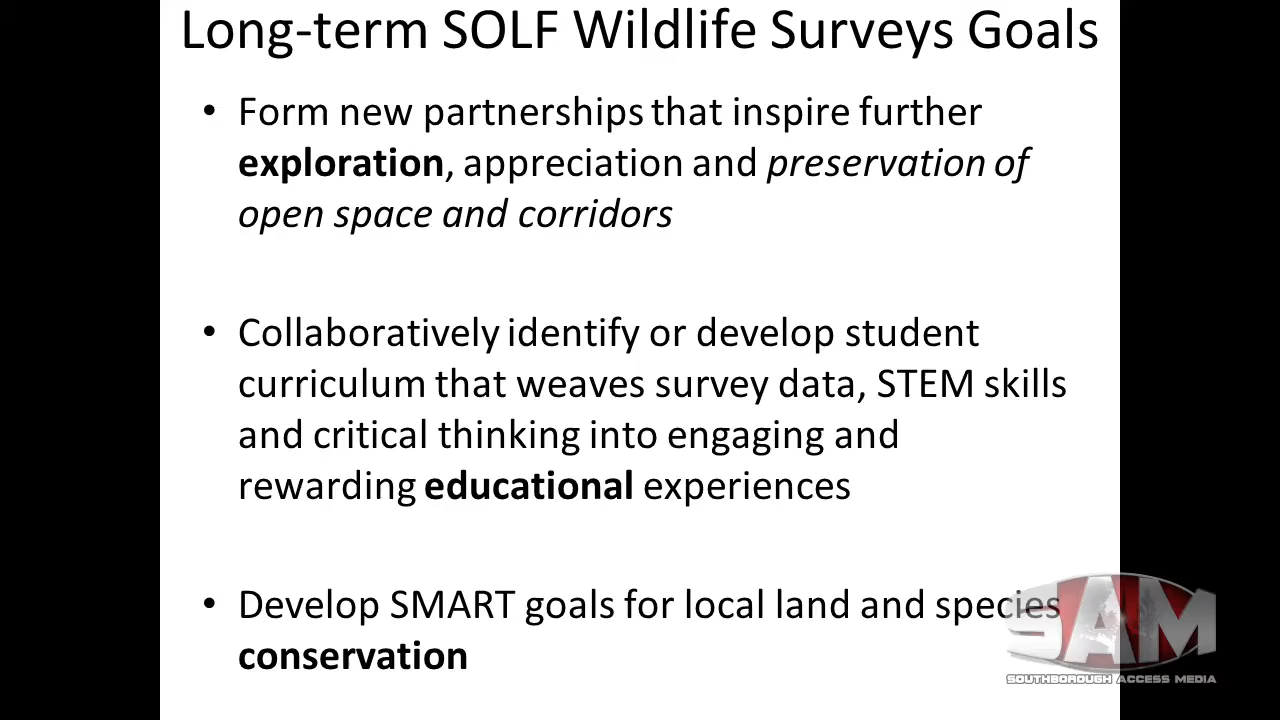 Long-term SOLF Wildlife Surveys Goals
• Form new partnerships that inspire further
exploration, appreciation and preservation of
open space and corridors
• Collaboratively identify or develop student
curriculum that weaves survey data, STEM skills
and critical thinking into engaging and
rewarding educational experiences
• Develop SMART goals for local land and species
conservation
SAM
SOUTHBOROUGH ACCESS MEDIA